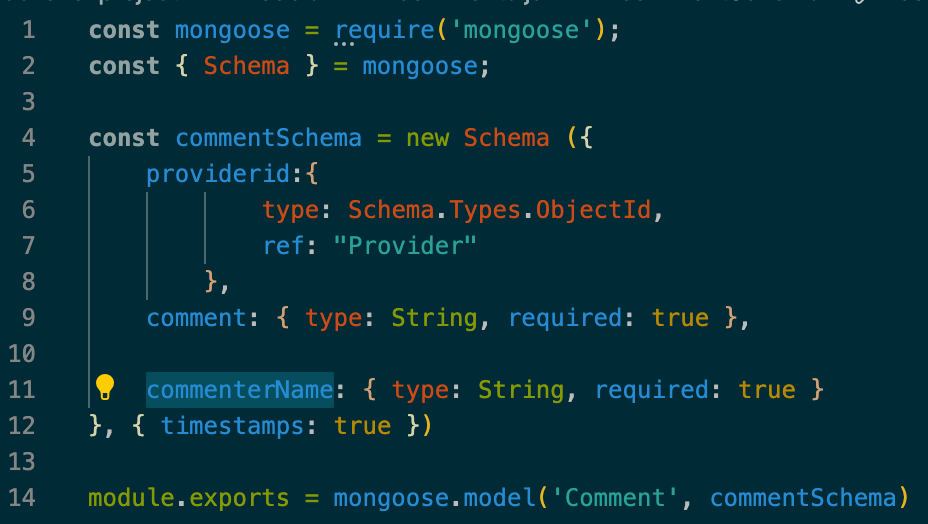 1 const mongoose = require('mongoose');
2 const { Schema } = mongoose;
3
4 const commentSchema = new Schema ({
5 providerid:{
6 type: Schema.Types.ObjectId,
7 ref: "Provider"
8 },
9 comment: { type: String, required: true },
10
11 commenterName: { type: String, required: true }
12 }, { timestamps: true })
13
14 module.exports = mongoose.model('Comment', commentSchema)